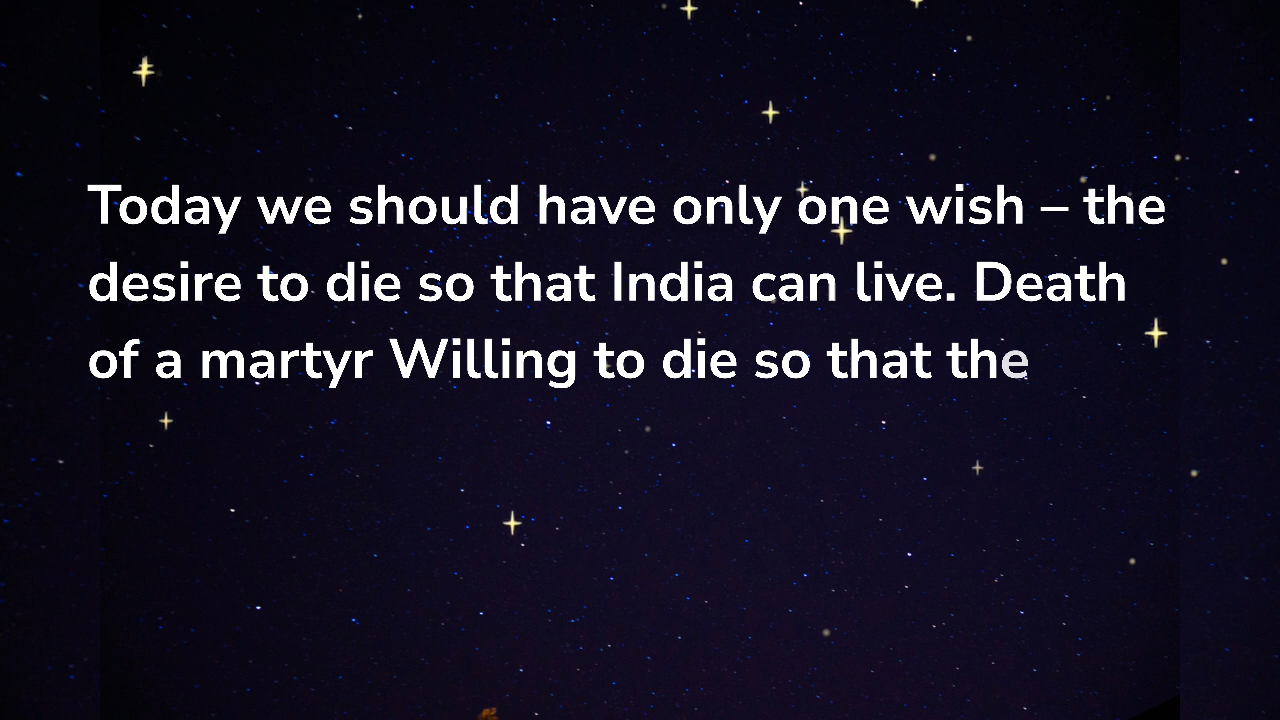 Today we should have only one wish – the
desire to die so that India can live. Death
of a martyr Willing to die so that the